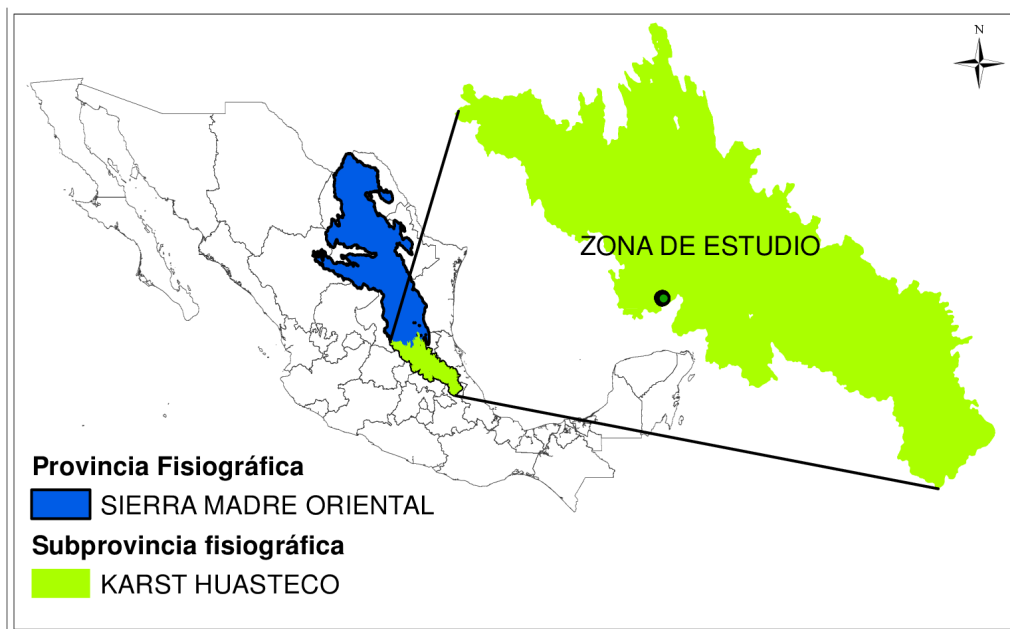 N
ZONA DE ESTUDIO
Provincia Fisiográfica
SIERRA MADRE ORIENTAL
Subprovincia fisiográfica
KARST HUASTECO